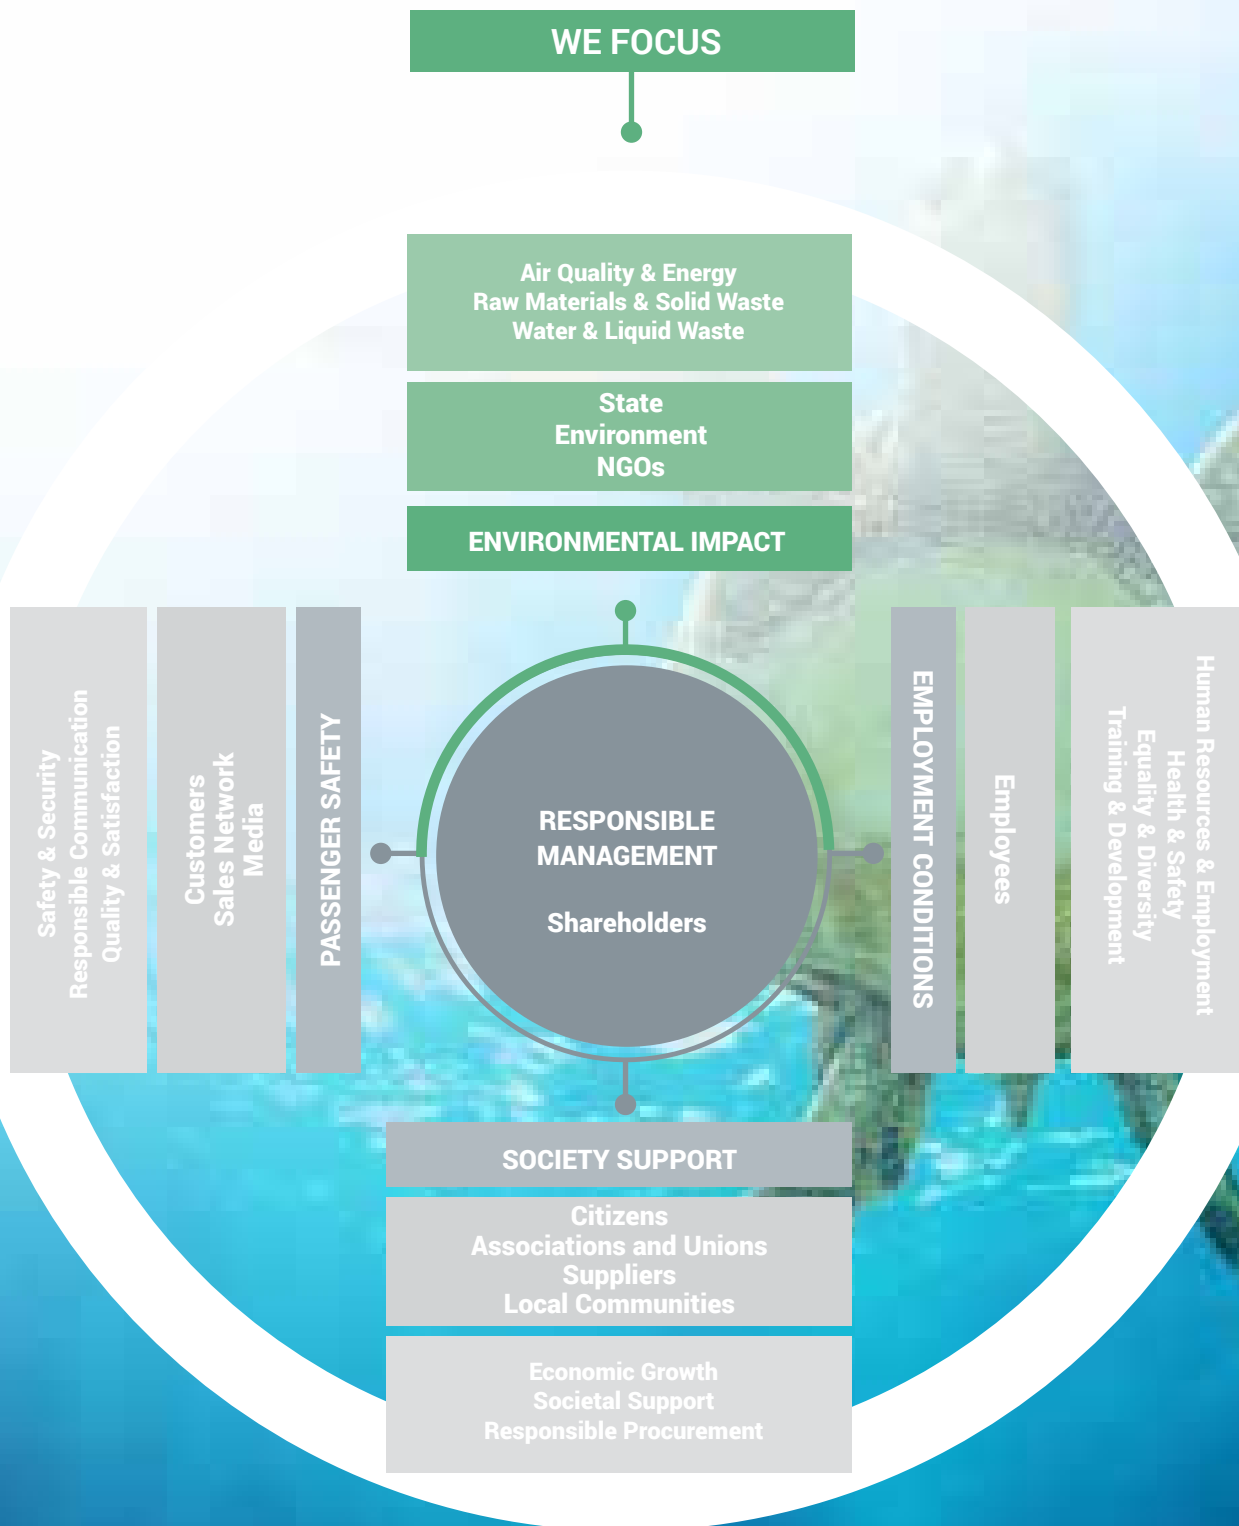 WE FOCUS
Air Quality & Energy
Raw Materials & Solid Waste
Water & Liquid Waste
State
Environment
NGOs
ENVIRONMENTAL IMPACT
Safety & Security
Responsible Communication
Quality & Satisfaction
Customers
Sales Network
Media
PASSENGER SAFETY
RESPONSIBLE
MANAGEMENT
Shareholders
EMPLOYMENT CONDITIONS
Employees
Human Resources & Employment
Health & Safety
Equality & Diversity
Training & Development
SOCIETY SUPPORT
Citizens
Associations and Unions
Suppliers
Local Communities
Economic Growth
Societal Support
Responsible Procurement